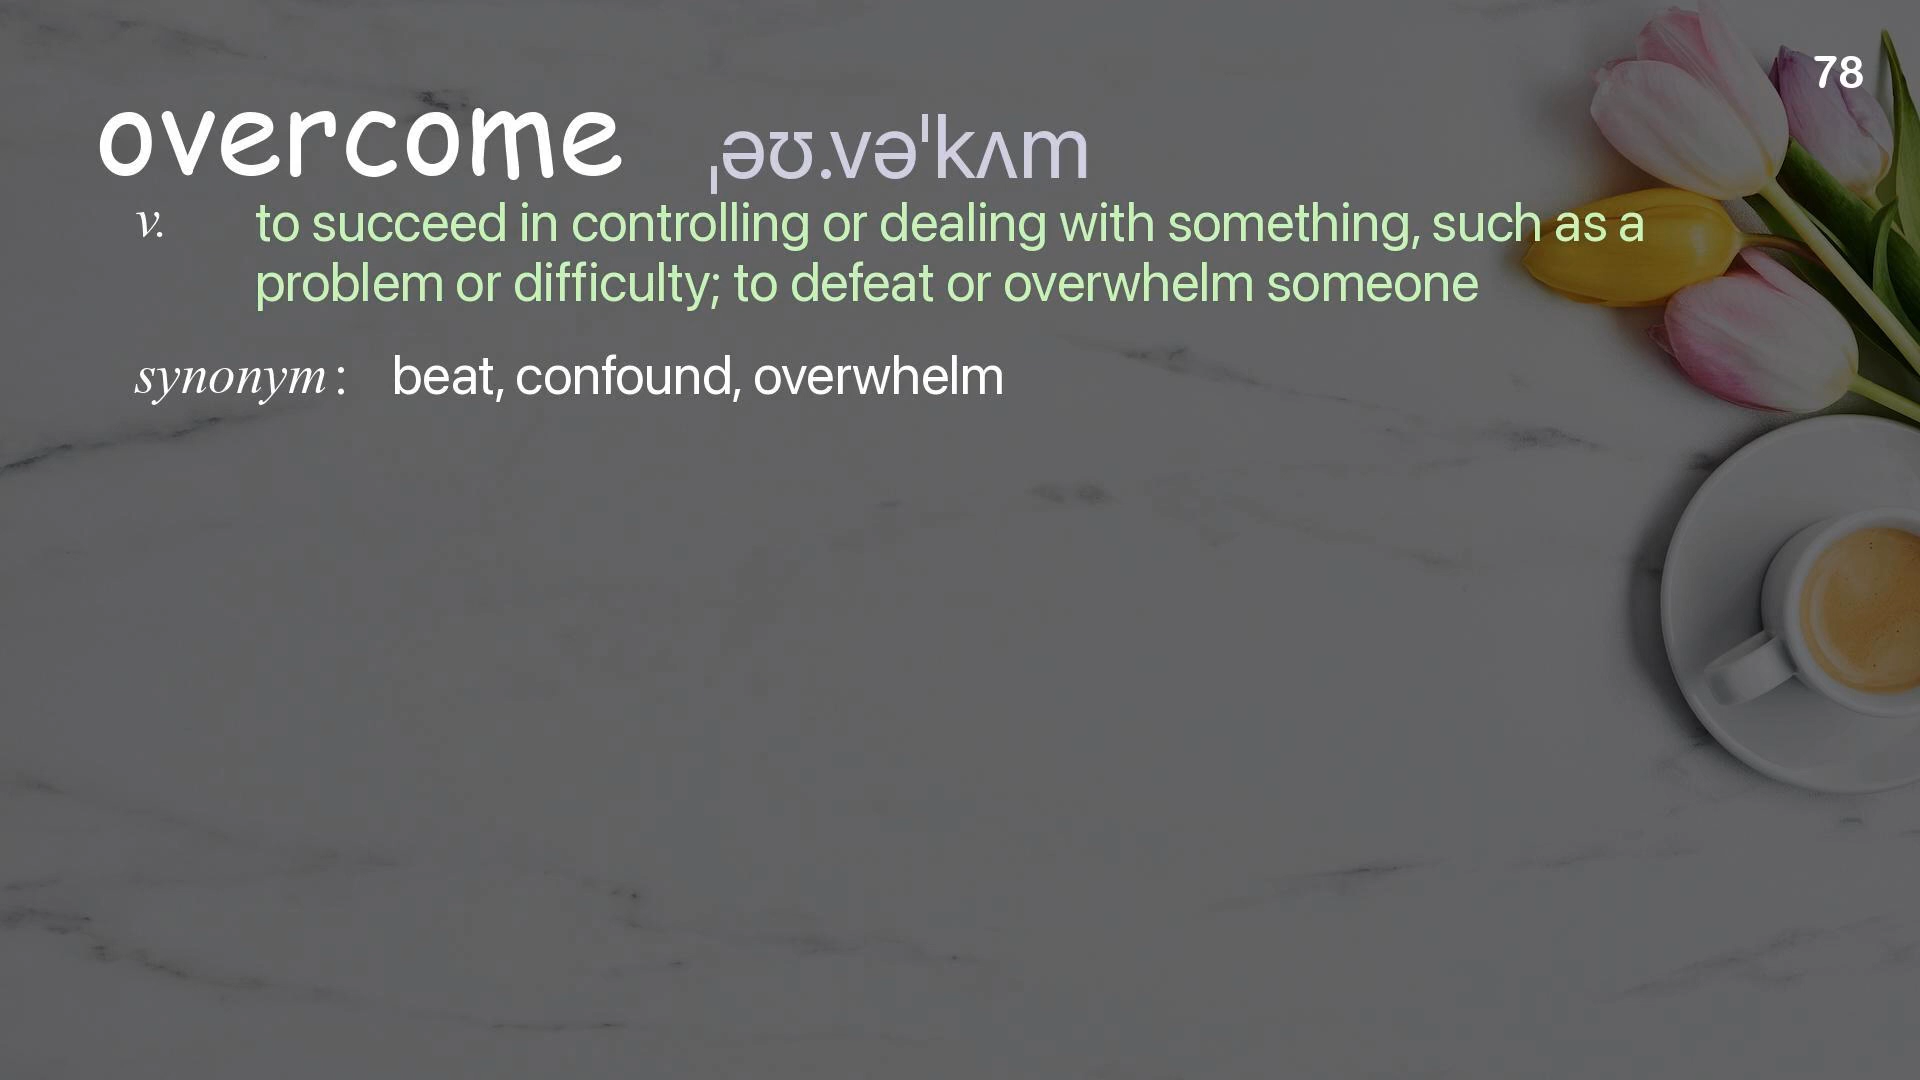 78
overcome ˌəʊ.vəˈkʌm
v. to succeed in controlling or dealing with something, such as a
problem or difficulty; to defeat or overwhelm someone
synonym : beat, confound, overwhelm